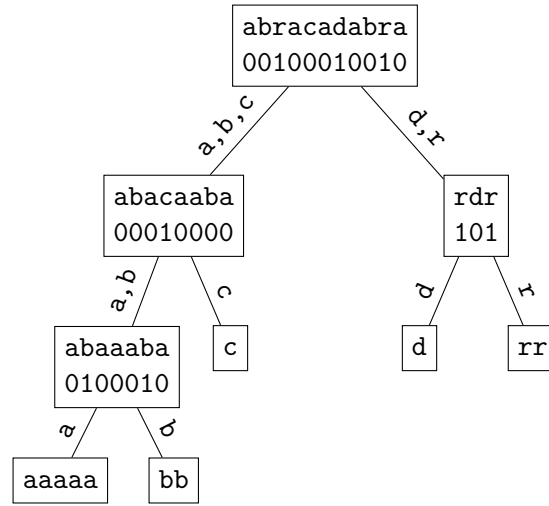 abracadabra
00100010010
a,b,c
d,r
abacaaba
00010000
rdr
101
a,b
c
d
r
abaaaba
0100010
c
d
rr
a
b
aaaaa
bb